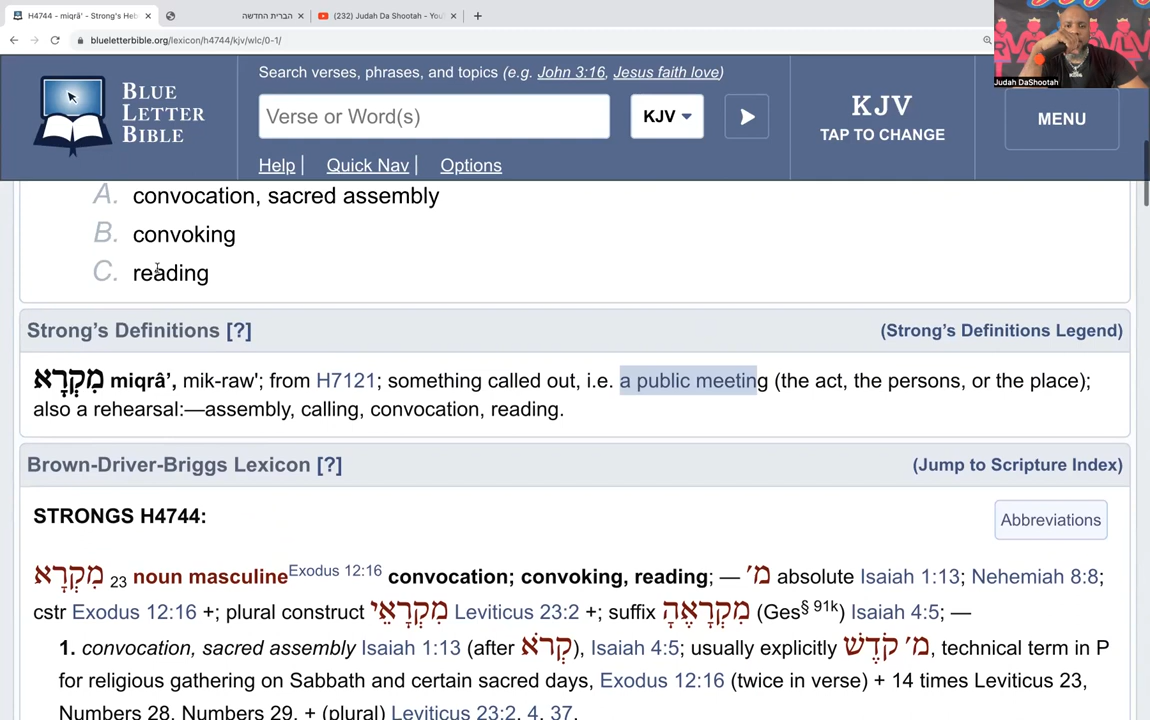 H4744 - miqrā' - Strong's Heb
הברית החדשה
(232) Judah Da Shootah - You
blueletterbible.org/lexicon/h4744/kjv/wlc/0-1/
Judah DaShootah
BLUE
LETTER
BIBLE
Search verses, phrases, and topics (e.g. John 3:16, Jesus faith love)
Verse or Word(s)
KJV
Help | Quick Nav | Options
KJV
TAP TO CHANGE
MENU
A. convocation, sacred assembly
B. convoking
C. reading
Strong's Definitions [?] (Strong's Definitions Legend)
מִקְרָא miqrâʼ, mik-raw'; from H7121; something called out, i.e. a public meeting (the act, the persons, or the place);
also a rehearsal:—assembly, calling, convocation, reading.
Brown-Driver-Briggs Lexicon [?] (Jump to Scripture Index)
STRONGS H4744:
Abbreviations
מִקְרָא 23 noun masculine Exodus 12:16 convocation; convoking, reading; — מ׳ absolute Isaiah 1:13; Nehemiah 8:8;
cstr Exodus 12:16 +; plural construct מִקְרָאֵי Leviticus 23:2 +; suffix מִקְרָאֶהָ (Ges§ 91k) Isaiah 4:5; —
1. convocation, sacred assembly Isaiah 1:13 (after קְרֹא), Isaiah 4:5; usually explicitly מ׳ קֹדֶשׁ, technical term in P
for religious gathering on Sabbath and certain sacred days, Exodus 12:16 (twice in verse) + 14 times Leviticus 23,
Numbers 28, Numbers 29, + (plural) Leviticus 23:2, 4, 37.